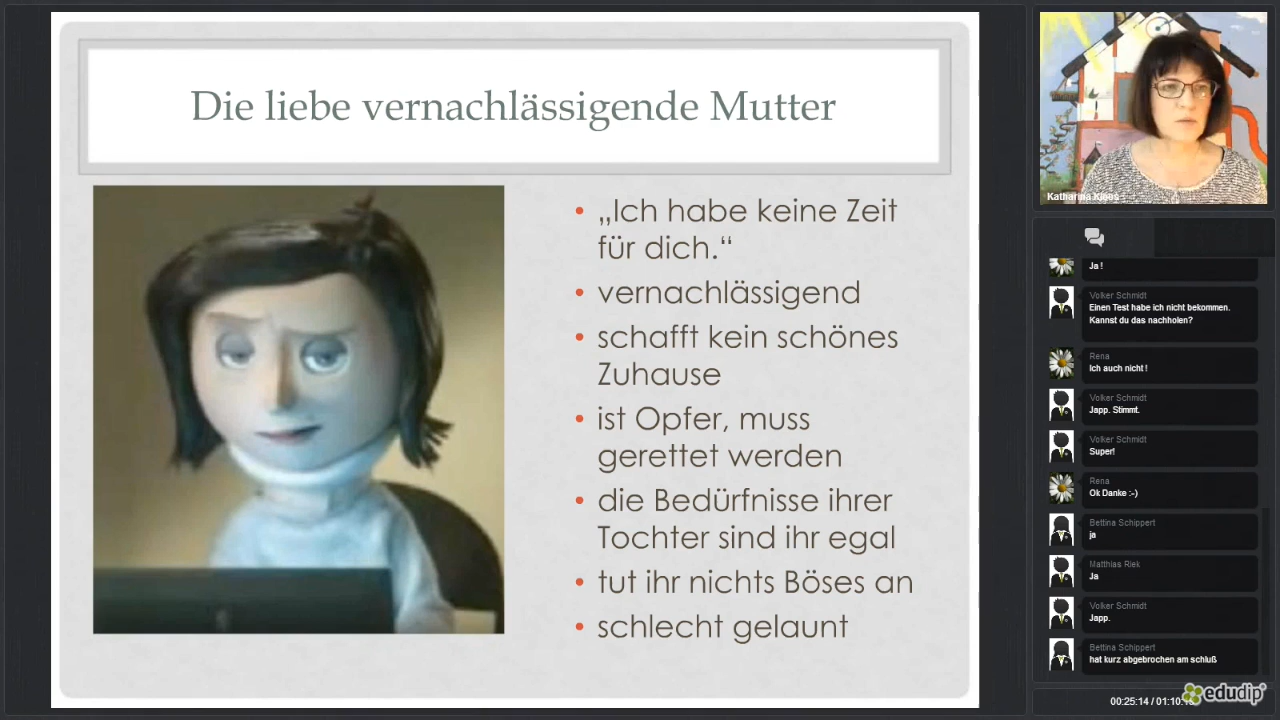 Die liebe vernachlässigende Mutter
• „Ich habe keine Zeit
für dich.“
• vernachlässigend
• schafft kein schönes
Zuhause
• ist Opfer, muss
gerettet werden
• die Bedürfnisse ihrer
Tochter sind ihr egal
• tut ihr nichts Böses an
• schlecht gelaunt
Katharina
Ja !
Volker Schmidt
Einen Test habe ich nicht bekommen.
Kannst du das nachholen?
Rena
Ich auch nicht !
Volker Schmidt
Japp. Stimmt.
Volker Schmidt
Super!
Rena
Ok Danke :-)
Bettina Schippert
ja
Matthias Riek
Ja
Volker Schmidt
Japp.
Bettina Schippert
hat kurz abgebrochen am schluß
00:25:14 / 01:10:
edudip